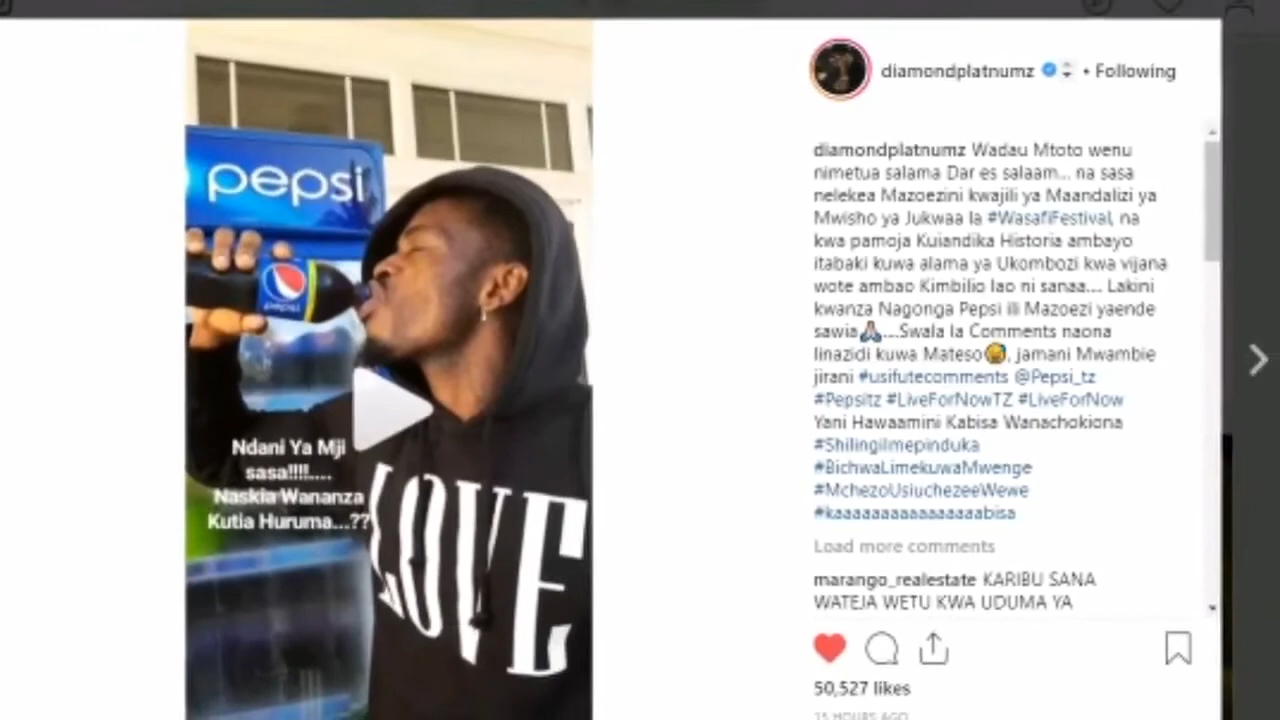 pepsi
pepsi
Ndani Ya Mji
sasa!!!!....
Naskia Wananza
Kutia Huruma...??
LOVE
diamondplatnumz • Following
diamondplatnumz Wadau Mtoto wenu
nimetua salama Dar es salaam... na sasa
nelekea Mazoezini kwajili ya Maandalizi ya
Mwisho ya Jukwaa la #WasafiFestival, na
kwa pamoja Kuiandika Historia ambayo
itabaki kuwa alama ya Ukombozi kwa vijana
wote ambao Kimbilio lao ni sanaa.... Lakini
kwanza Nagonga Pepsi ili Mazoezi yaende
sawia🙏🏼....Swala la Comments naona
linazidi kuwa Mateso😅, jamani Mwambie
jirani #usifutecomments @Pepsi_tz
#Pepsitz #LiveForNowTZ #LiveForNow
Yani Hawaamini Kabisa Wanachokiona
#Shilingilmepinduka
#BichwaLimekuwaMwenge
#MchezoUsiuchezeeWewe
#kaaaaaaaaaaaaaaaabisa
Load more comments
marango_realestate KARIBU SANA
WATEJA WETU KWA UDUMA YA
50,527 likes
15 HOURS AGO